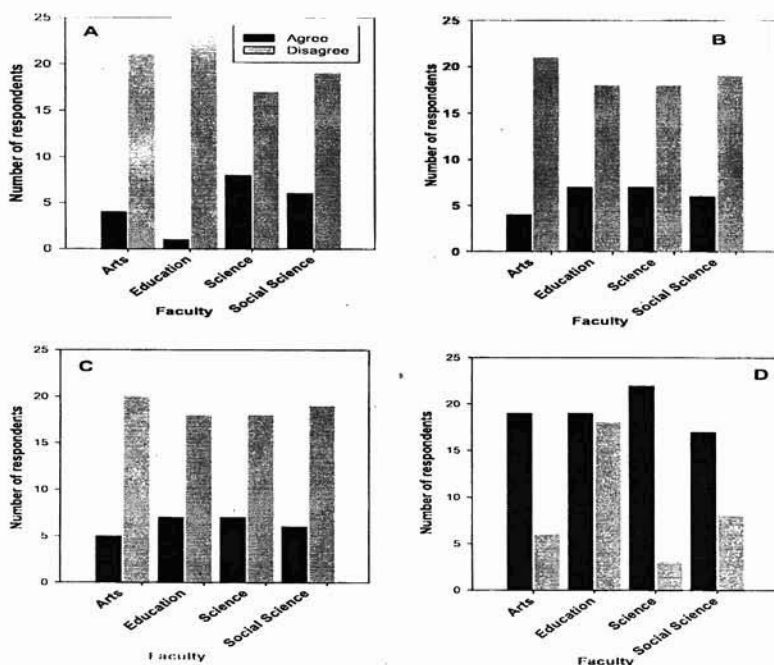 A
Agree
Disagree
Number of respondents
25
20
15
10
5
0
Arts
Education
Science
Social Science
Faculty
B
Number of respondents
25
20
15
10
5
0
Arts
Education
Science
Social Science
Faculty
C
Number of respondents
25
20
15
10
5
0
Arts
Education
Science
Social Science
Faculty
D
Number of respondents
25
20
15
10
5
0
Arts
Education
Science
Social Science
Faculty